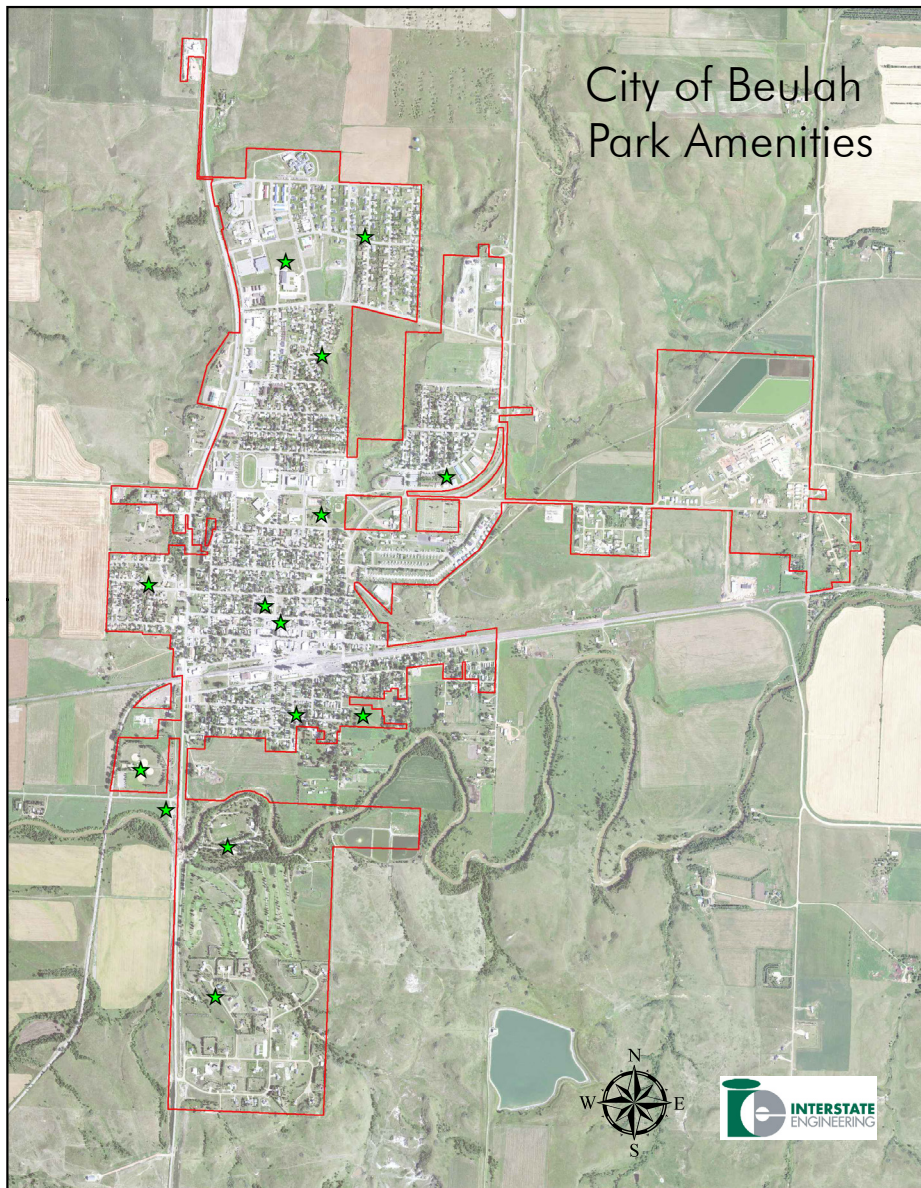 City of Beulah
Park Amenities
N
W
E
S
INTERSTATE
ENGINEERING